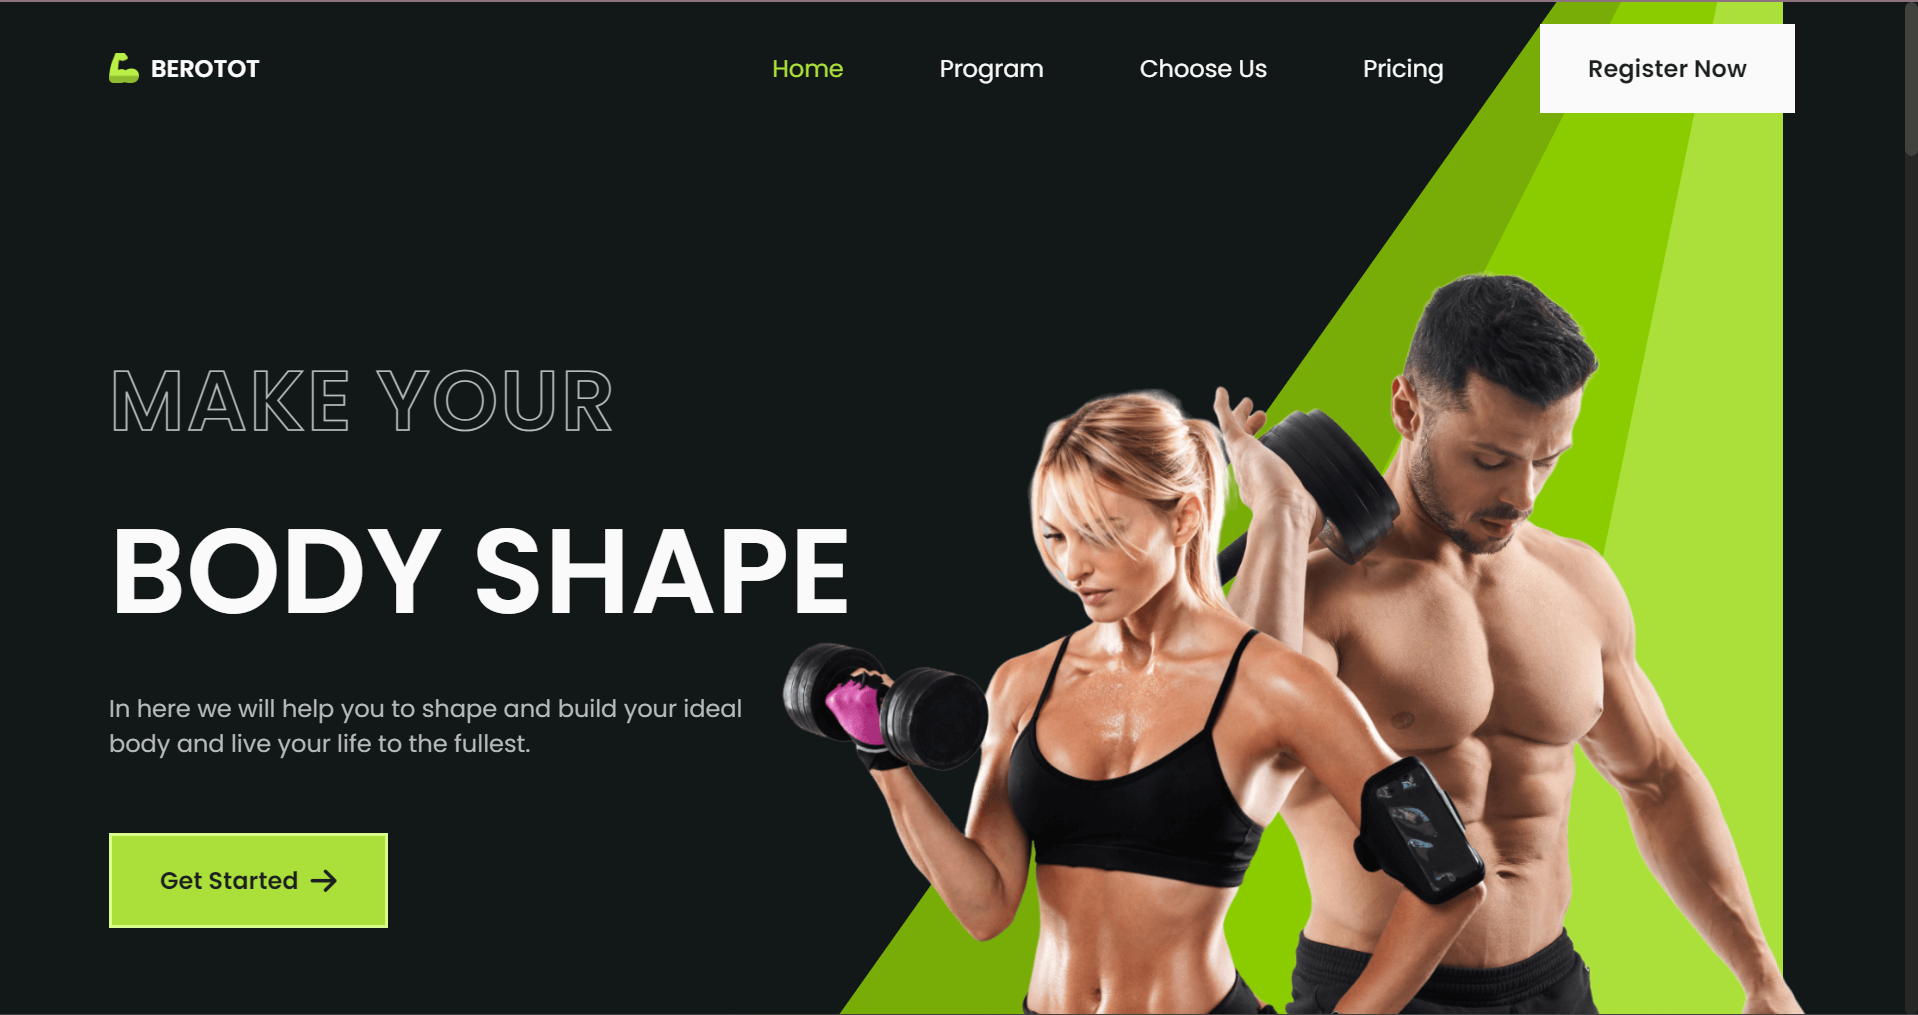 BEROTOT
Home
Program
Choose Us
Pricing
Register Now
MAKE YOUR
BODY SHAPE
In here we will help you to shape and build your ideal
body and live your life to the fullest.
Get Started